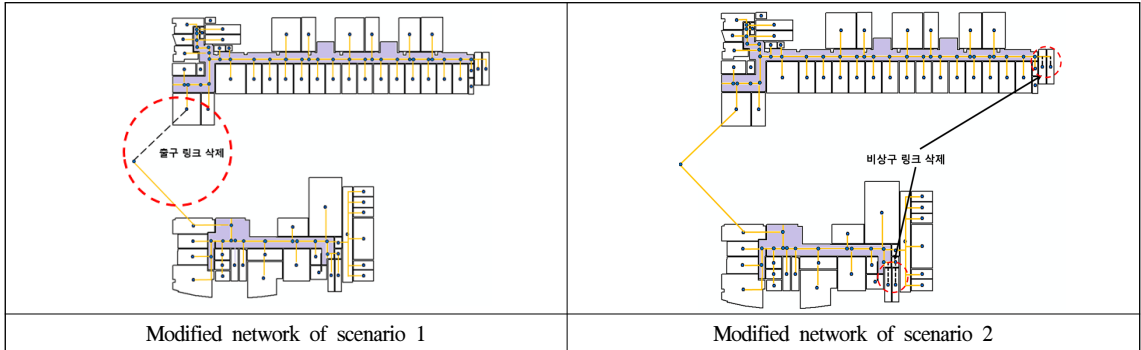 출구 링크 삭제
비상구 링크 삭제
Modified network of scenario 1
Modified network of scenario 2